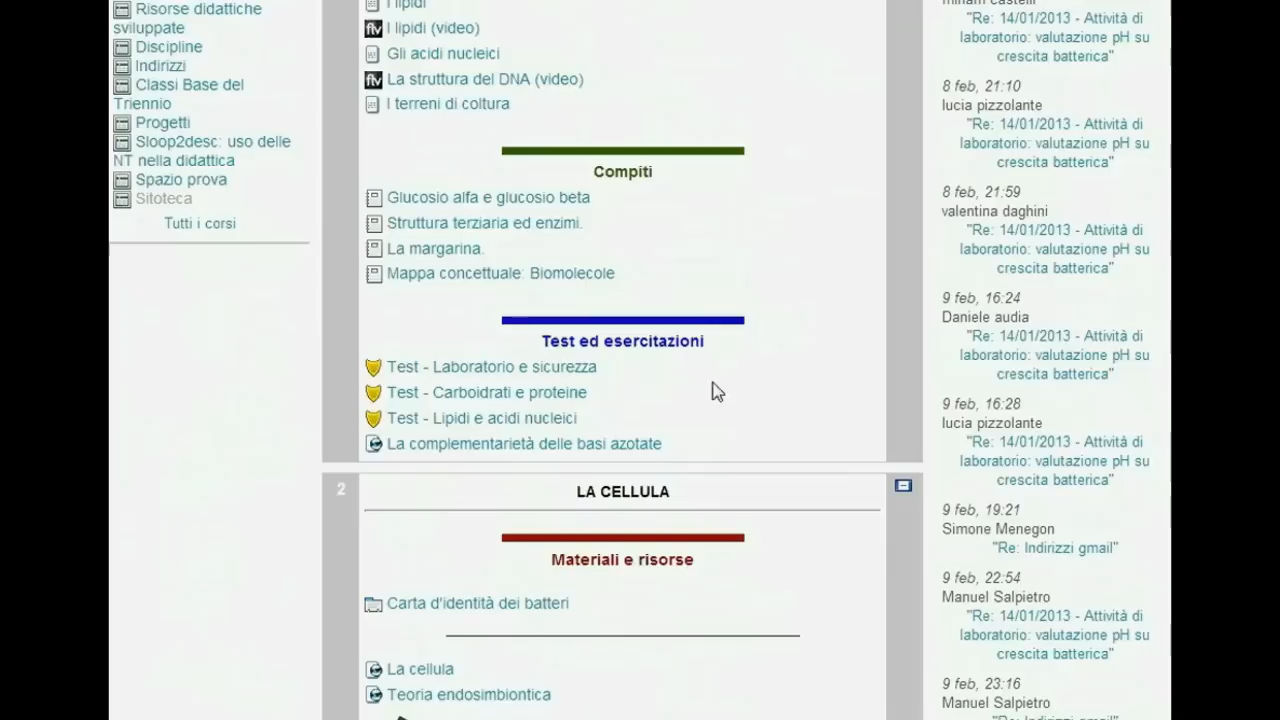 Risorse didattiche
sviluppate
Discipline
Indirizzi
Classi Base del
Triennio
Progetti
Sloop2desc: uso delle
NT nella didattica
Spazio prova
Sitoteca
Tutti i corsi
I lipidi
flv I lipidi (video)
Gli acidi nucleici
flv La struttura del DNA (video)
I terreni di coltura
Compiti
Glucosio alfa e glucosio beta
Struttura terziaria ed enzimi.
La margarina.
Mappa concettuale: Biomolecole
Test ed esercitazioni
Test - Laboratorio e sicurezza
Test - Carboidrati e proteine
Test - Lipidi e acidi nucleici
La complementarietà delle basi azotate
2
LA CELLULA
Materiali e risorse
Carta d'identità dei batteri
La cellula
Teoria endosimbiontica
miriam castelli
"Re: 14/01/2013 - Attività di
laboratorio: valutazione pH su
crescita batterica"
8 feb, 21:10
lucia pizzolante
"Re: 14/01/2013 - Attività di
laboratorio: valutazione pH su
crescita batterica"
8 feb, 21:59
valentina daghini
"Re: 14/01/2013 - Attività di
laboratorio: valutazione pH su
crescita batterica"
9 feb, 16:24
Daniele audia
"Re: 14/01/2013 - Attività di
laboratorio: valutazione pH su
crescita batterica"
9 feb, 16:28
lucia pizzolante
"Re: 14/01/2013 - Attività di
laboratorio: valutazione pH su
crescita batterica"
9 feb, 19:21
Simone Menegon
"Re: Indirizzi gmail"
9 feb, 22:54
Manuel Salpietro
"Re: 14/01/2013 - Attività di
laboratorio: valutazione pH su
crescita batterica"
9 feb, 23:16
Manuel Salpietro
"Re: Indirizzi gmail"